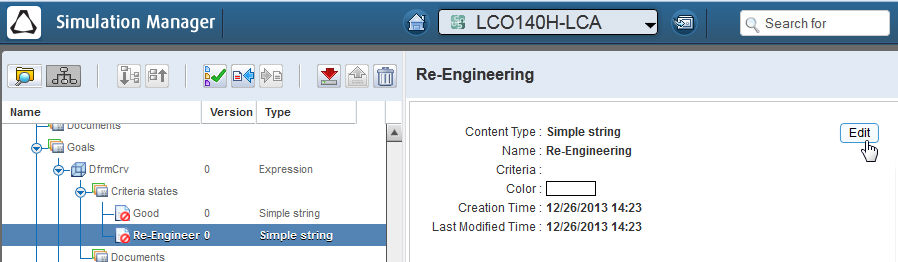 Simulation Manager
LCO140H-LCA
Search for
Re-Engineering
Name Version Type
Documents
Goals
DfrmCrv 0 Expression
Criteria states
Good 0 Simple string
Re-Engineer 0 Simple string
Documents
Content Type : Simple string
Edit
Name : Re-Engineering
Criteria :
Color :
Creation Time : 12/26/2013 14:23
Last Modified Time : 12/26/2013 14:23